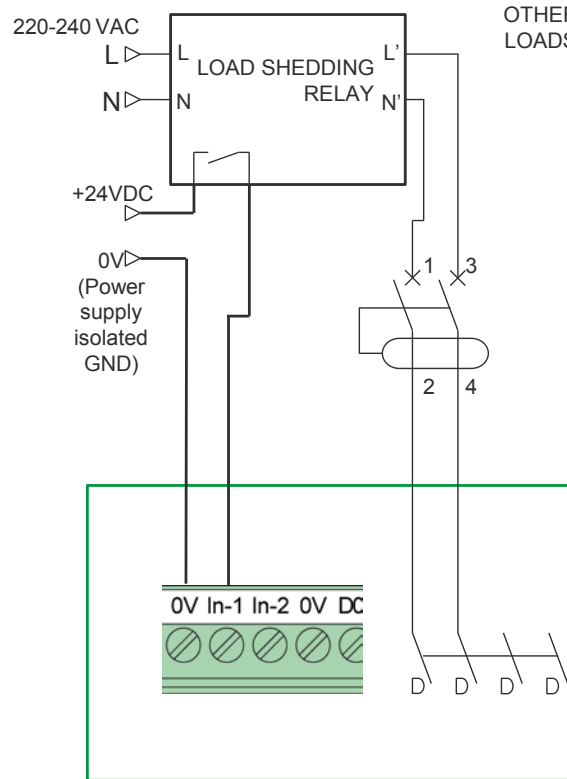 220-240 VAC
L
N
L
N
LOAD SHEDDING
RELAY
L'
N'
+24VDC
0V
(Power
supply
isolated
GND)
1 3
2 4
0V In-1 In-2 0V
D D D D
LOADS